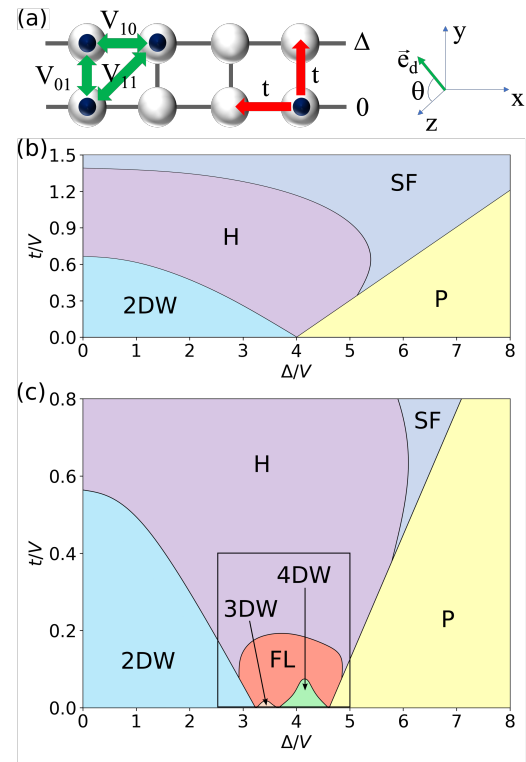 (a)
V₁₀
V₀₁
V₁₁
t
t
Δ
0
e⃗_d
θ
y
x
z
(b)
1.5
1.2
0.9
0.6
0.3
0.0
t/V
SF
H
2DW
P
0 1 2 3 4 5 6 7 8
Δ/V
(c)
0.8
0.6
0.4
0.2
0.0
t/V
SF
H
4DW
3DW
FL
2DW
P
0 1 2 3 4 5 6 7 8
Δ/V